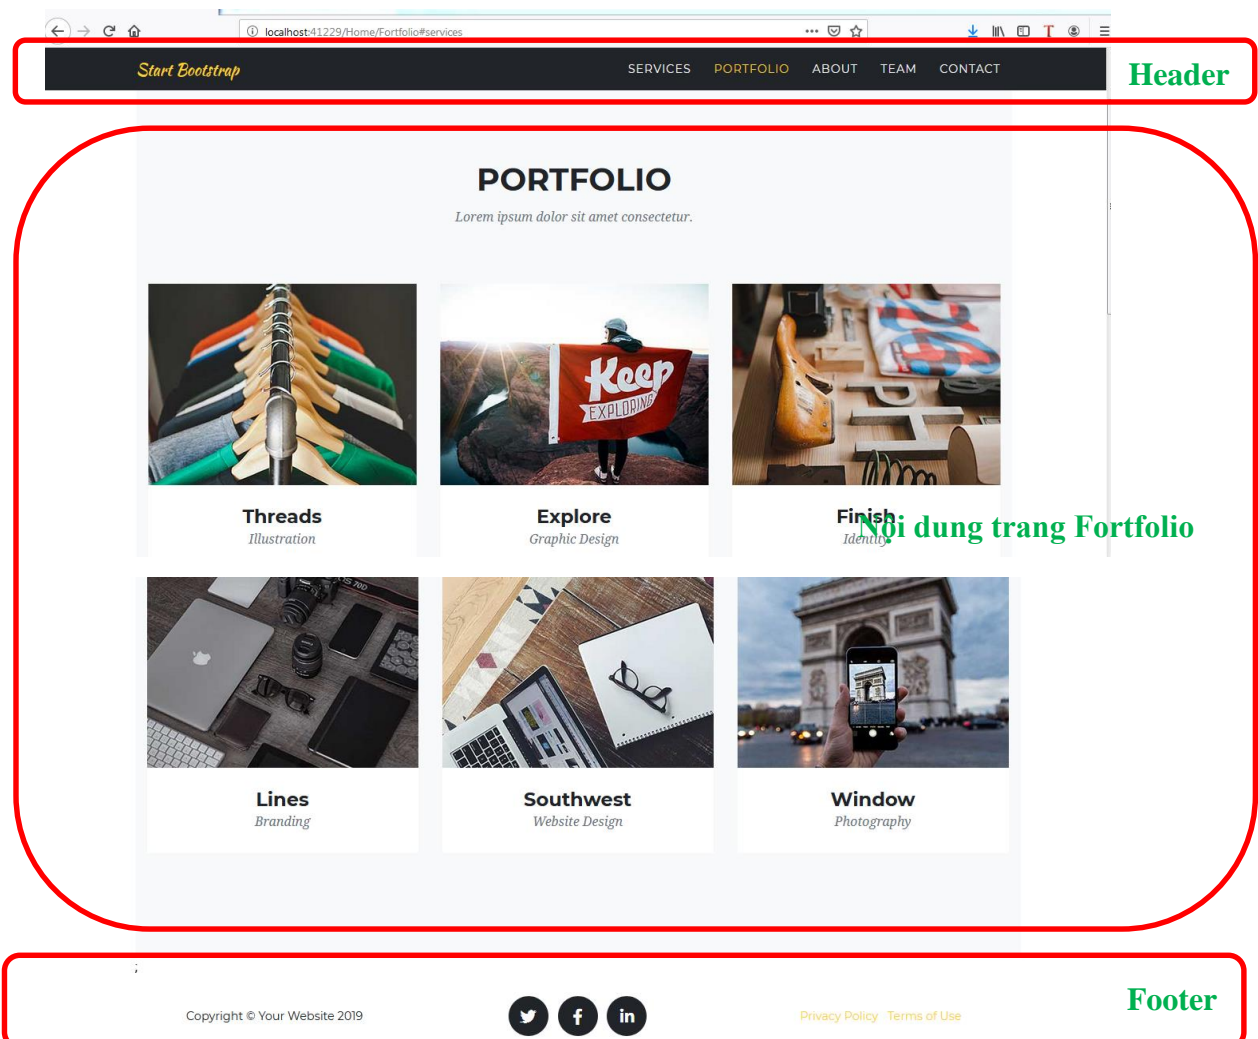 localhost:41229/Home/Fortfolio#services
Start Bootstrap SERVICES PORTFOLIO ABOUT TEAM CONTACT
Header
PORTFOLIO
Lorem ipsum dolor sit amet consectetur.
Keep
EXPLORING
Threads Explore Finish
Nội dung trang Fortfolio
Illustration Graphic Design Identity
Lines Southwest Window
Branding Website Design Photography
;
Footer
Copyright © Your Website 2019 Privacy Policy Terms of Use